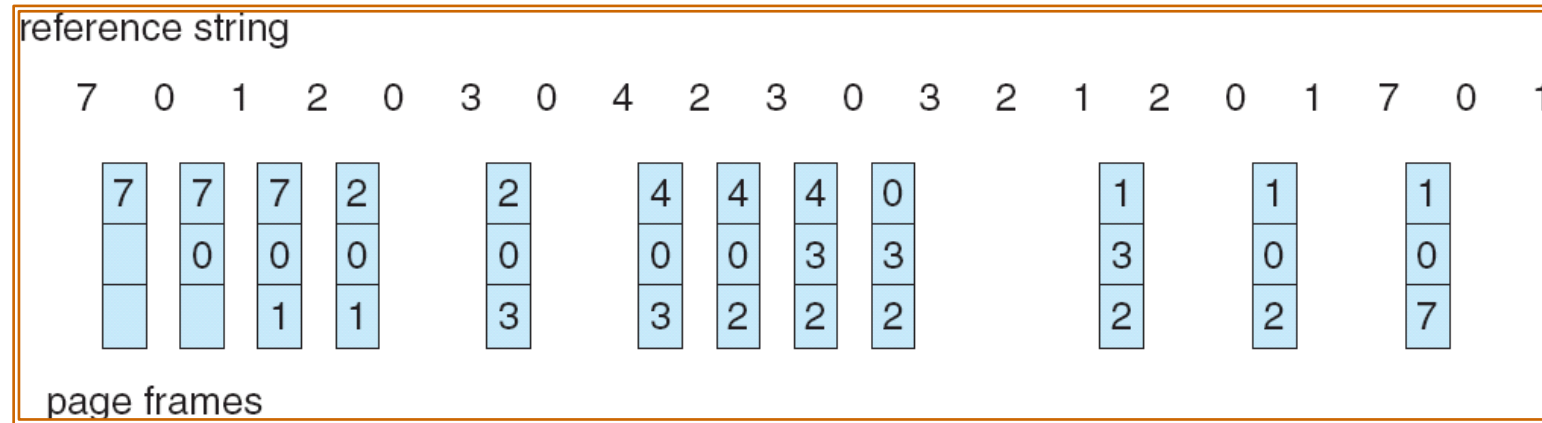 reference string
7 0 1 2 0 3 0 4 2 3 0 3 2 1 2 0 1 7 0 1
7 7 7 2 2 4 4 4 0 1 1 1
0 0 0 0 0 0 3 3 3 0 0
1 1 3 3 2 2 2 2 2 7
page frames